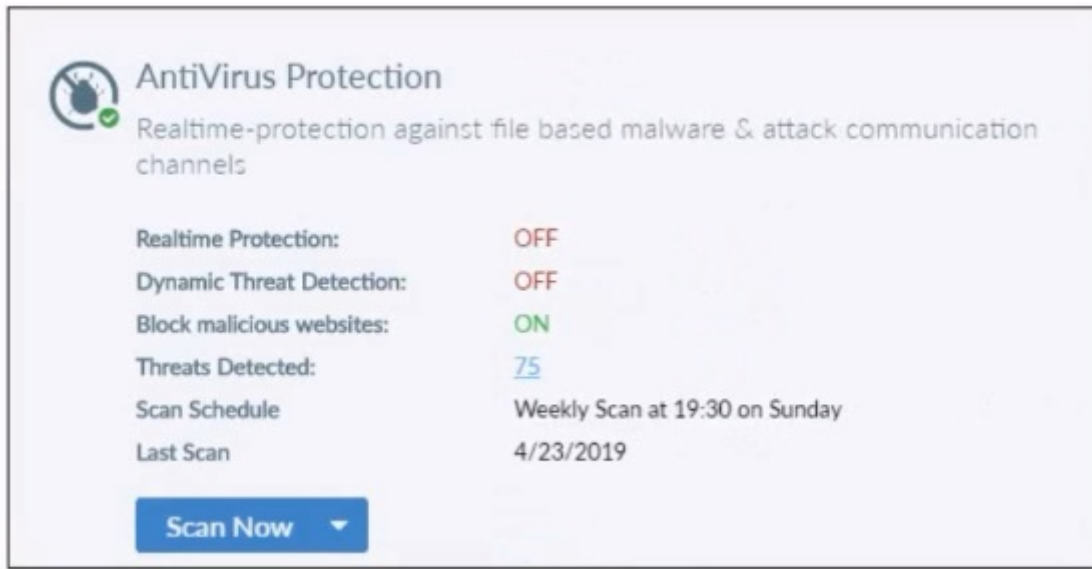 AntiVirus Protection
Realtime-protection against file based malware & attack communication
channels
Realtime Protection: OFF
Dynamic Threat Detection: OFF
Block malicious websites: ON
Threats Detected: 75
Scan Schedule Weekly Scan at 19:30 on Sunday
Last Scan 4/23/2019
Scan Now